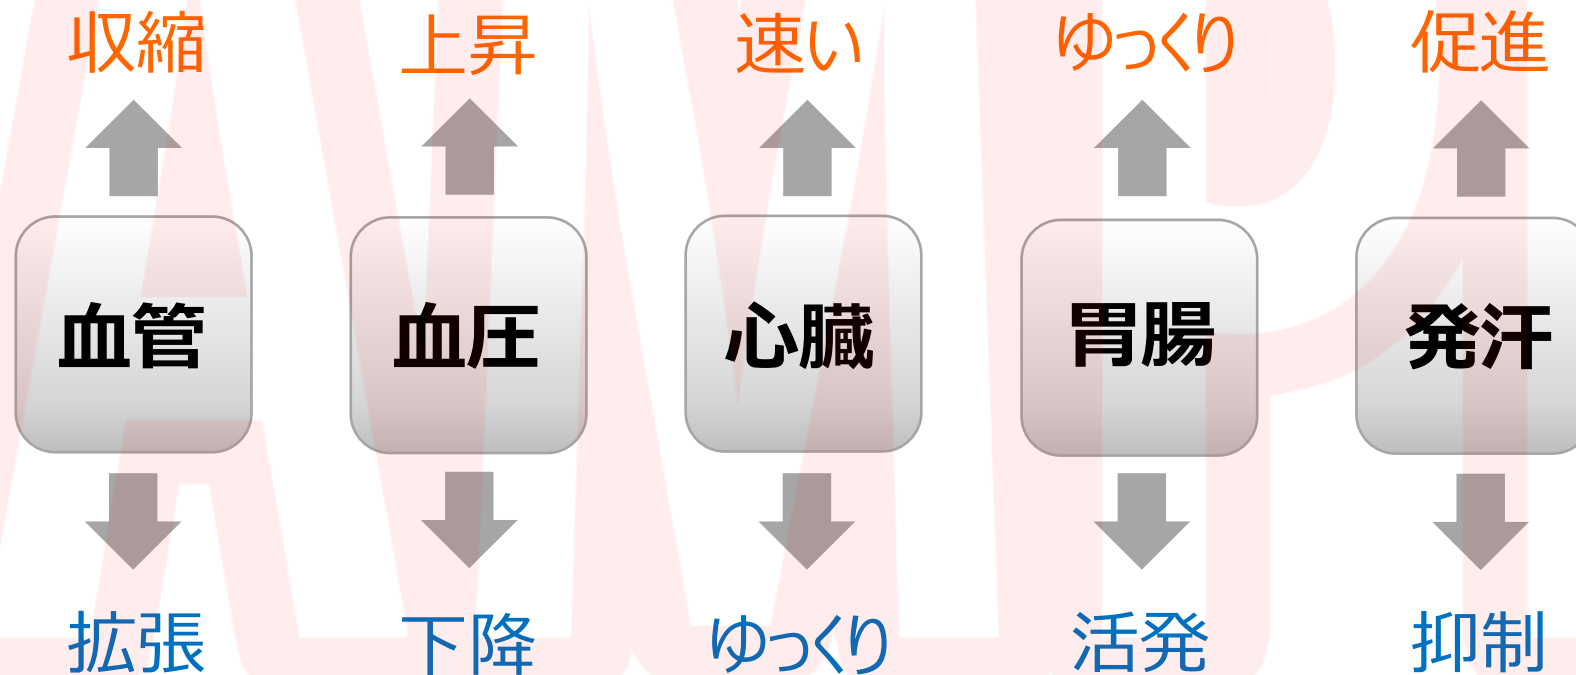 収縮 上昇 速い ゆっくり 促進
血管 血圧 心臓 胃腸 発汗
拡張 下降 ゆっくり 活発 抑制